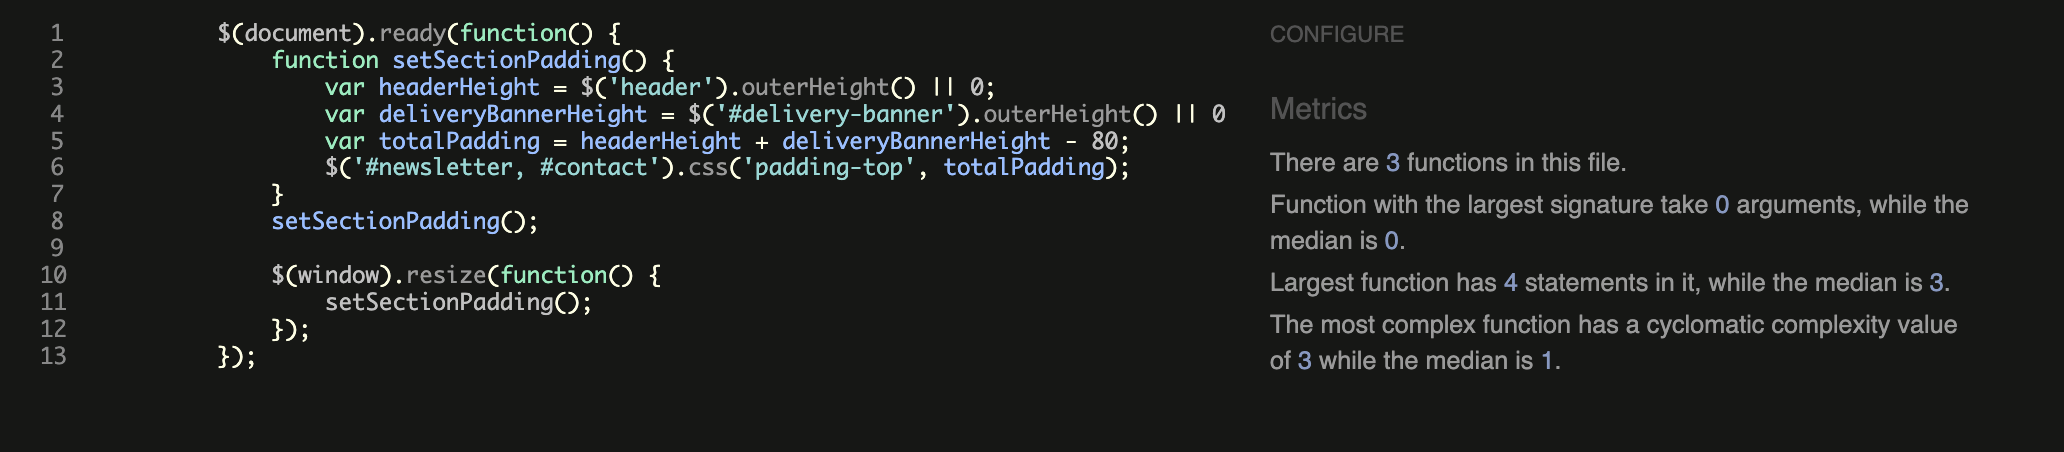 1 $(document).ready(function() {
2 function setSectionPadding() {
3 var headerHeight = $('header').outerHeight() || 0;
4 var deliveryBannerHeight = $('#delivery-banner').outerHeight() || 0
5 var totalPadding = headerHeight + deliveryBannerHeight - 80;
6 $('#newsletter, #contact').css('padding-top', totalPadding);
7 }
8 setSectionPadding();
9
10 $(window).resize(function() {
11 setSectionPadding();
12 });
13 });
CONFIGURE
Metrics
There are 3 functions in this file.
Function with the largest signature take 0 arguments, while the
median is 0.
Largest function has 4 statements in it, while the median is 3.
The most complex function has a cyclomatic complexity value
of 3 while the median is 1.